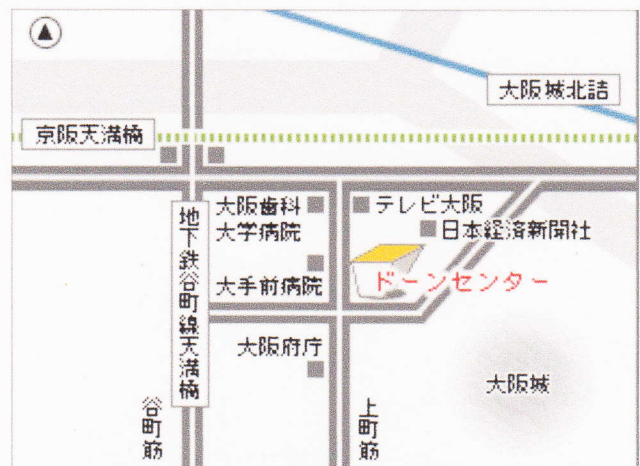 大阪城北詰
京阪天満橋
地下鉄谷町線天満橋
大阪歯科
大学病院
テレビ大阪
日本経済新聞社
大手前病院
ドーンセンター
大阪府庁
大阪城
谷町筋
上町筋